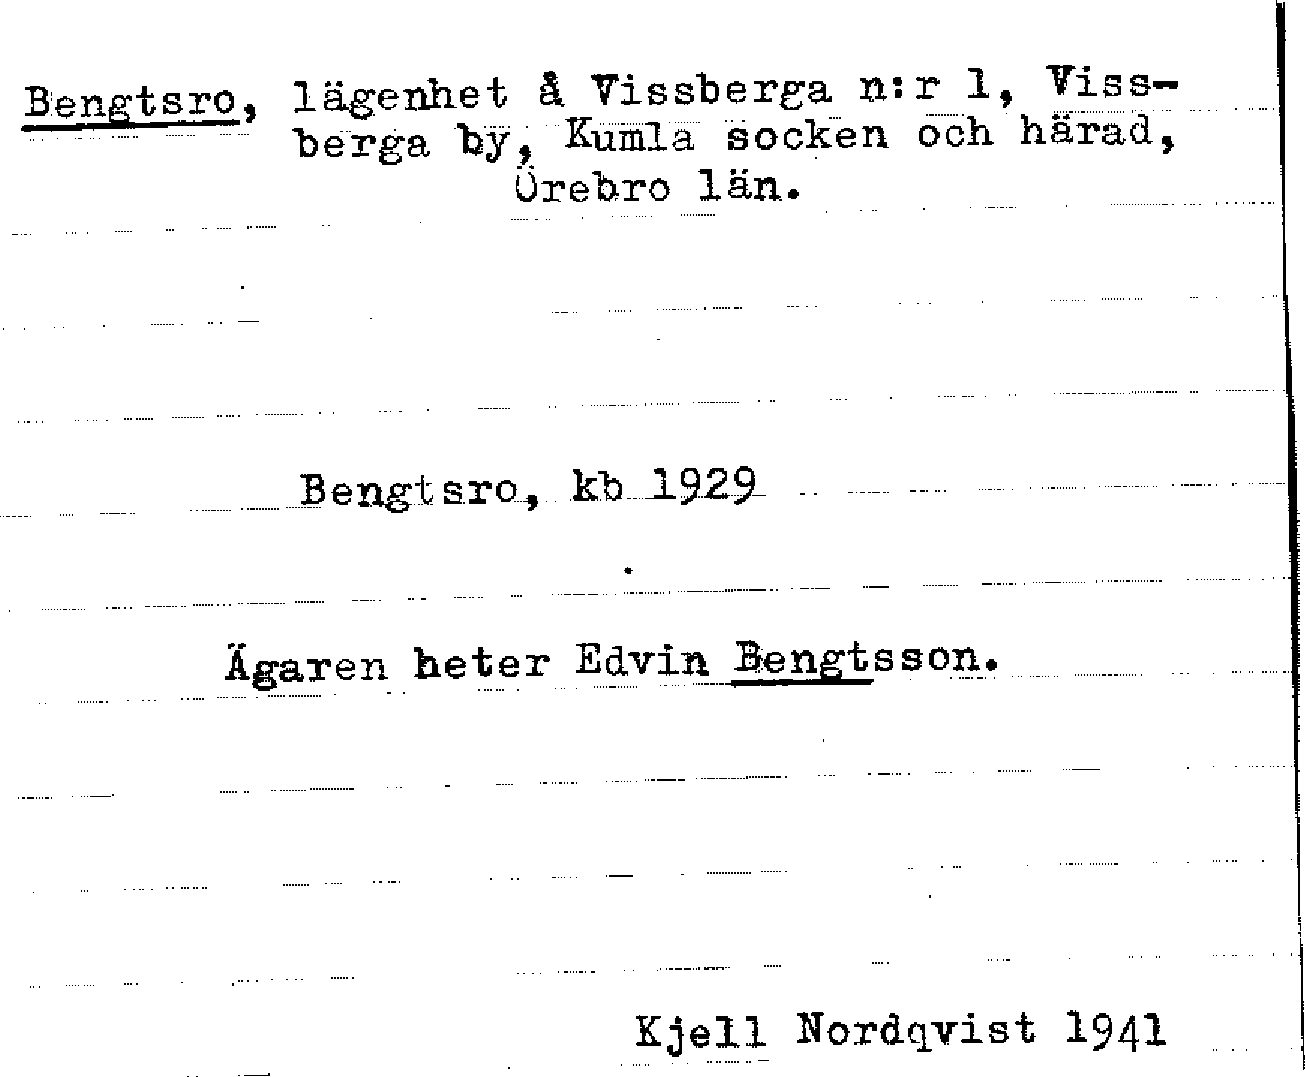 Bengtsro, lägenhet å Vissberga n:r 1, Viss-
berga by, Kumla socken och härad,
Örebro län.
Bengtsro, kb 1929
Ägaren heter Edvin Bengtsson.
Kjell Nordqvist 1941